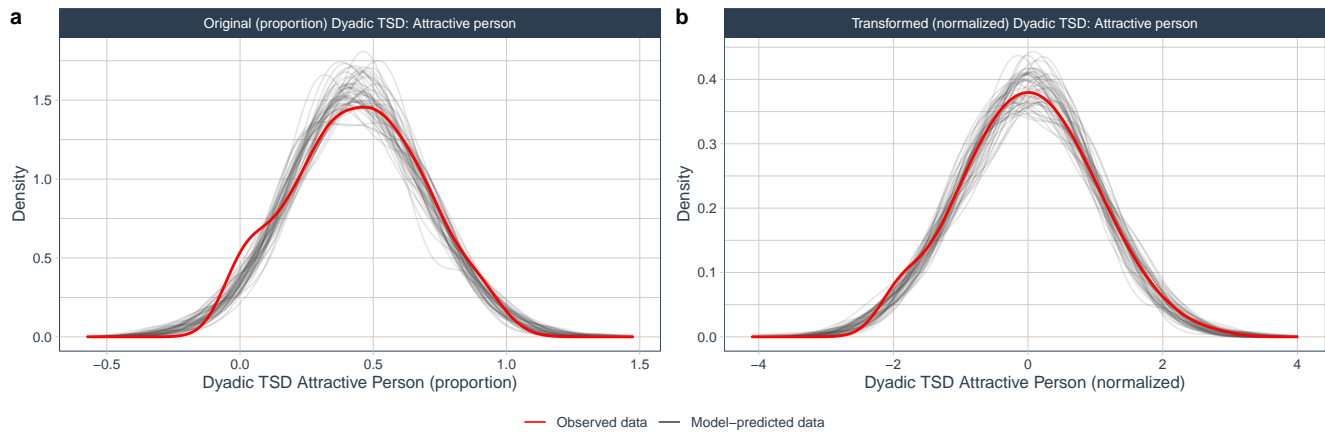 a
Original (proportion) Dyadic TSD: Attractive person
Density
1.5
1.0
0.5
0.0
−0.5
0.0
0.5
1.0
1.5
Dyadic TSD Attractive Person (proportion)
b
Transformed (normalized) Dyadic TSD: Attractive person
Density
0.4
0.3
0.2
0.1
0.0
−4
−2
0
2
4
Dyadic TSD Attractive Person (normalized)
Observed data
Model−predicted data